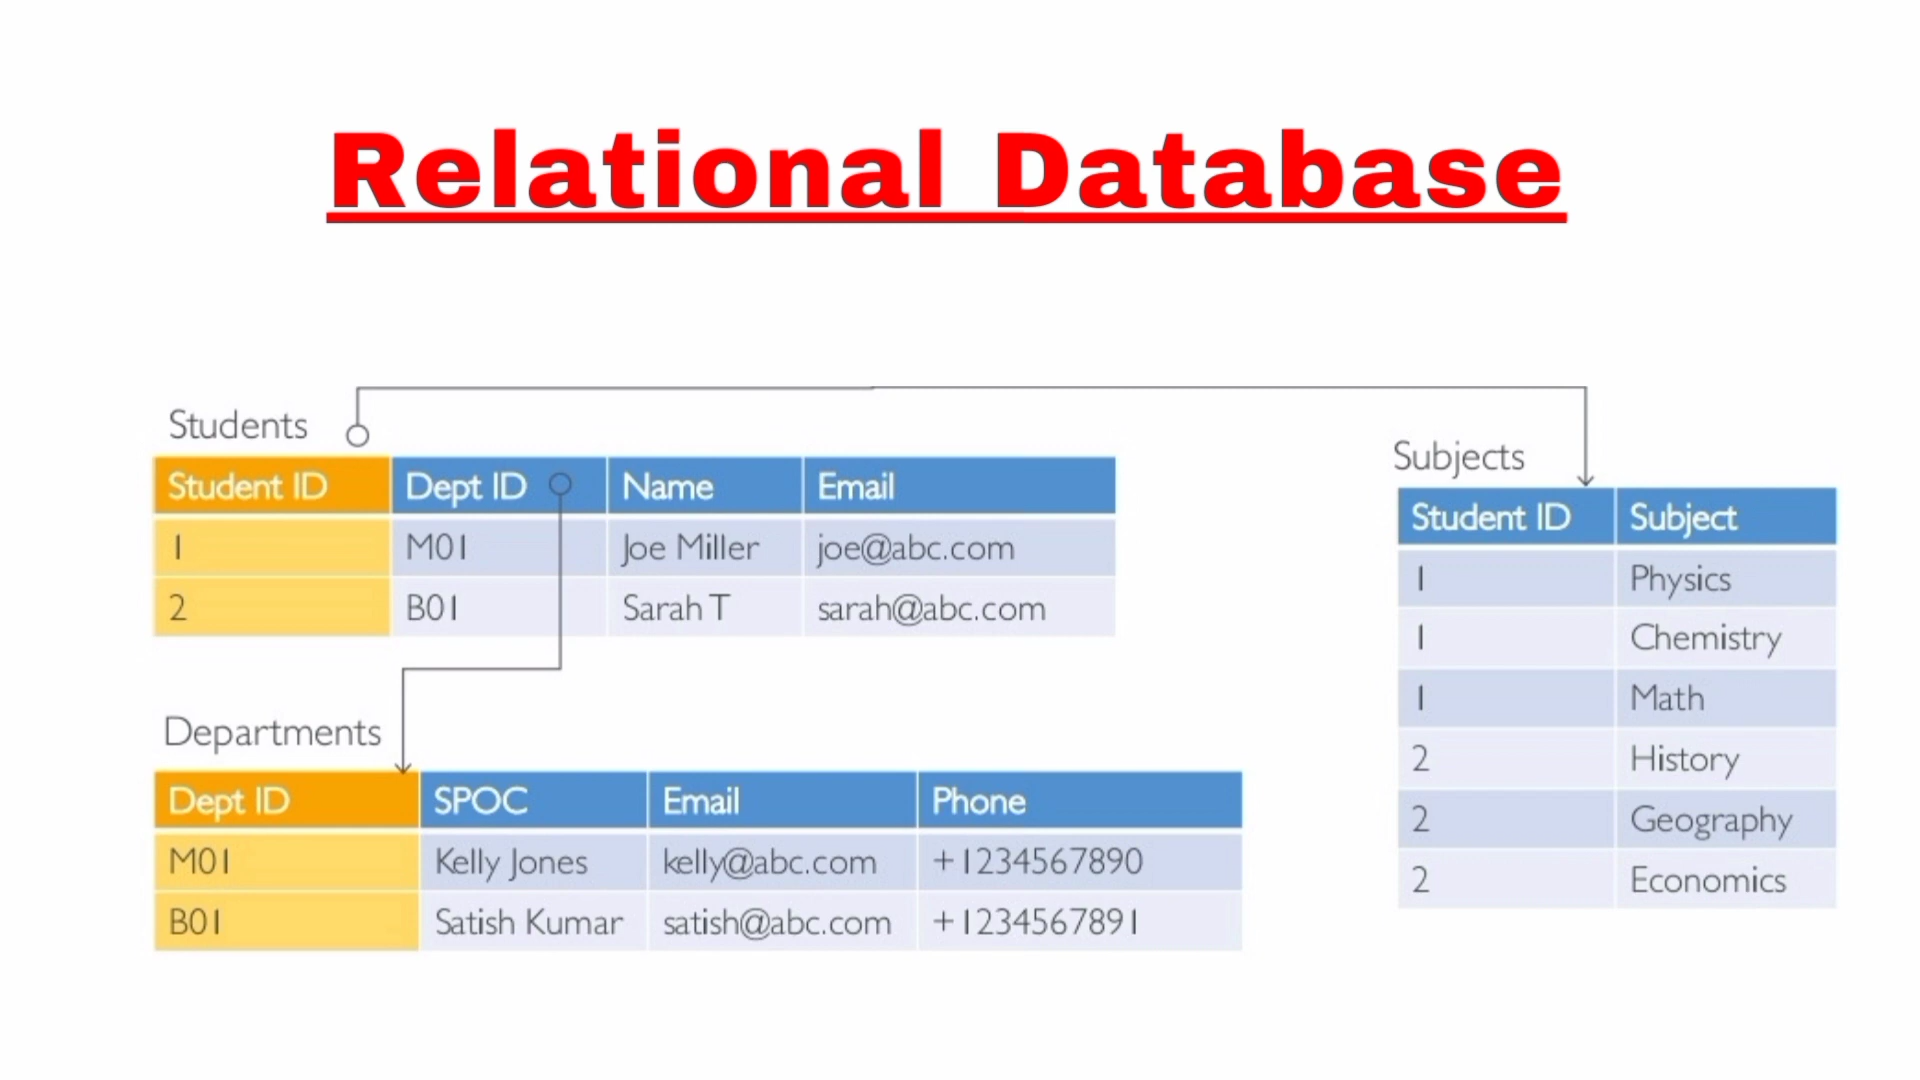 Relational Database
Students
Student ID Dept ID Name Email
1 M01 Joe Miller joe@abc.com
2 B01 Sarah T sarah@abc.com
Departments
Dept ID SPOC Email Phone
M01 Kelly Jones kelly@abc.com +1234567890
B01 Satish Kumar satish@abc.com +1234567891
Subjects
Student ID Subject
1 Physics
1 Chemistry
1 Math
2 History
2 Geography
2 Economics